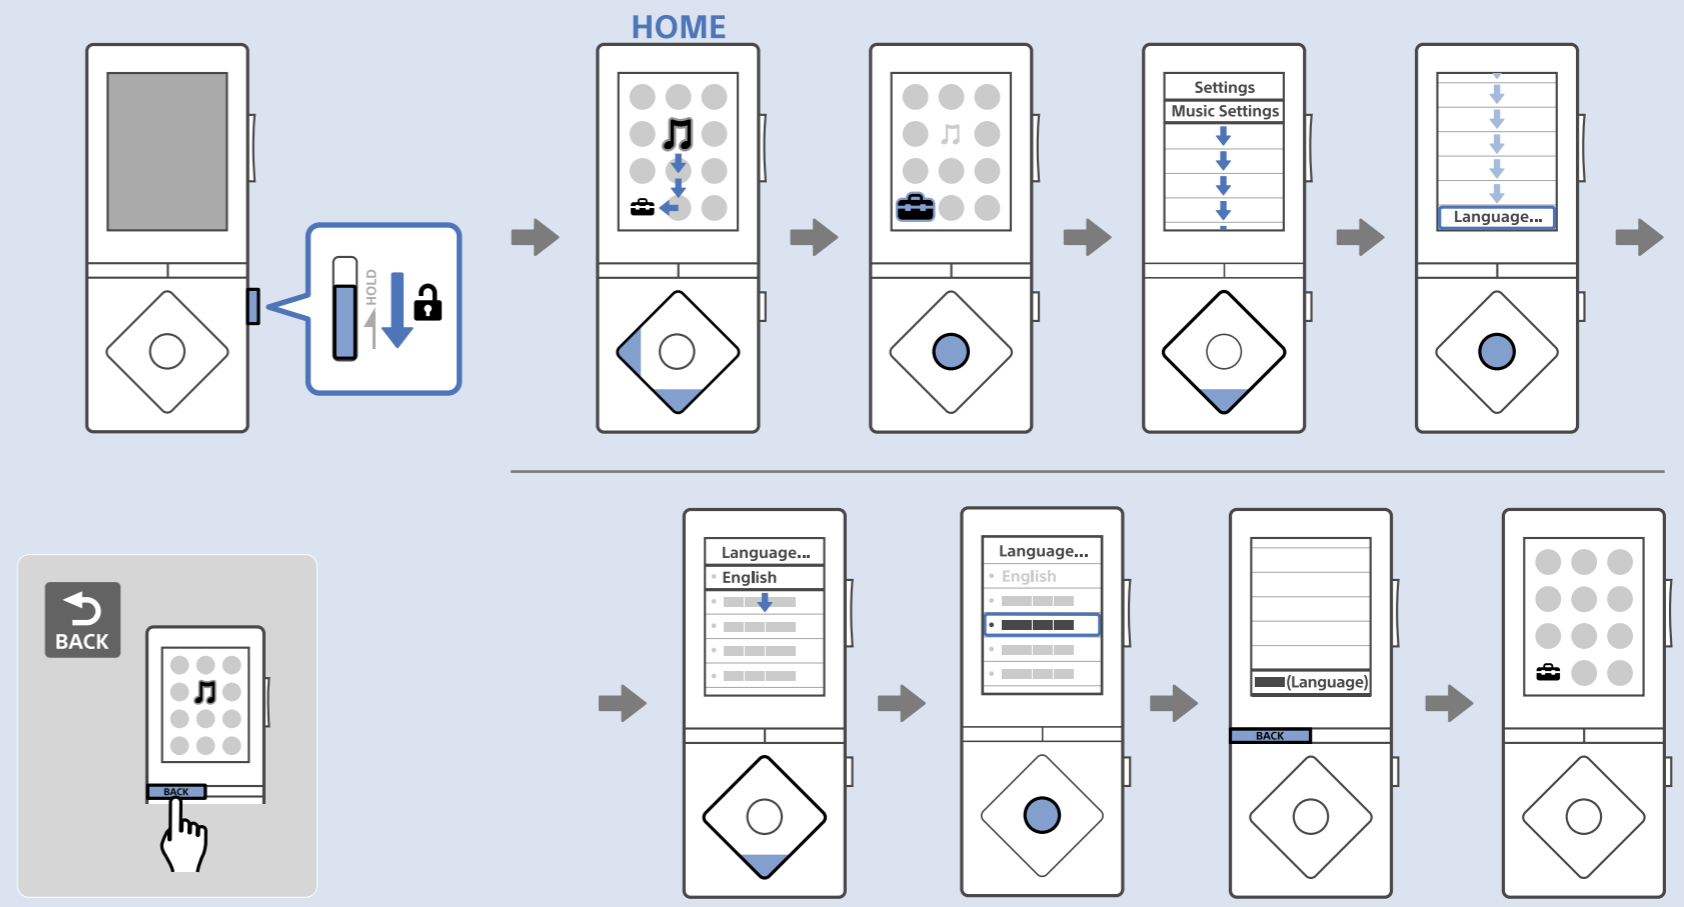 HOME
HOLD
Settings
Music Settings
Language...
BACK
BACK
Language...
English
Language...
English
(Language)
BACK